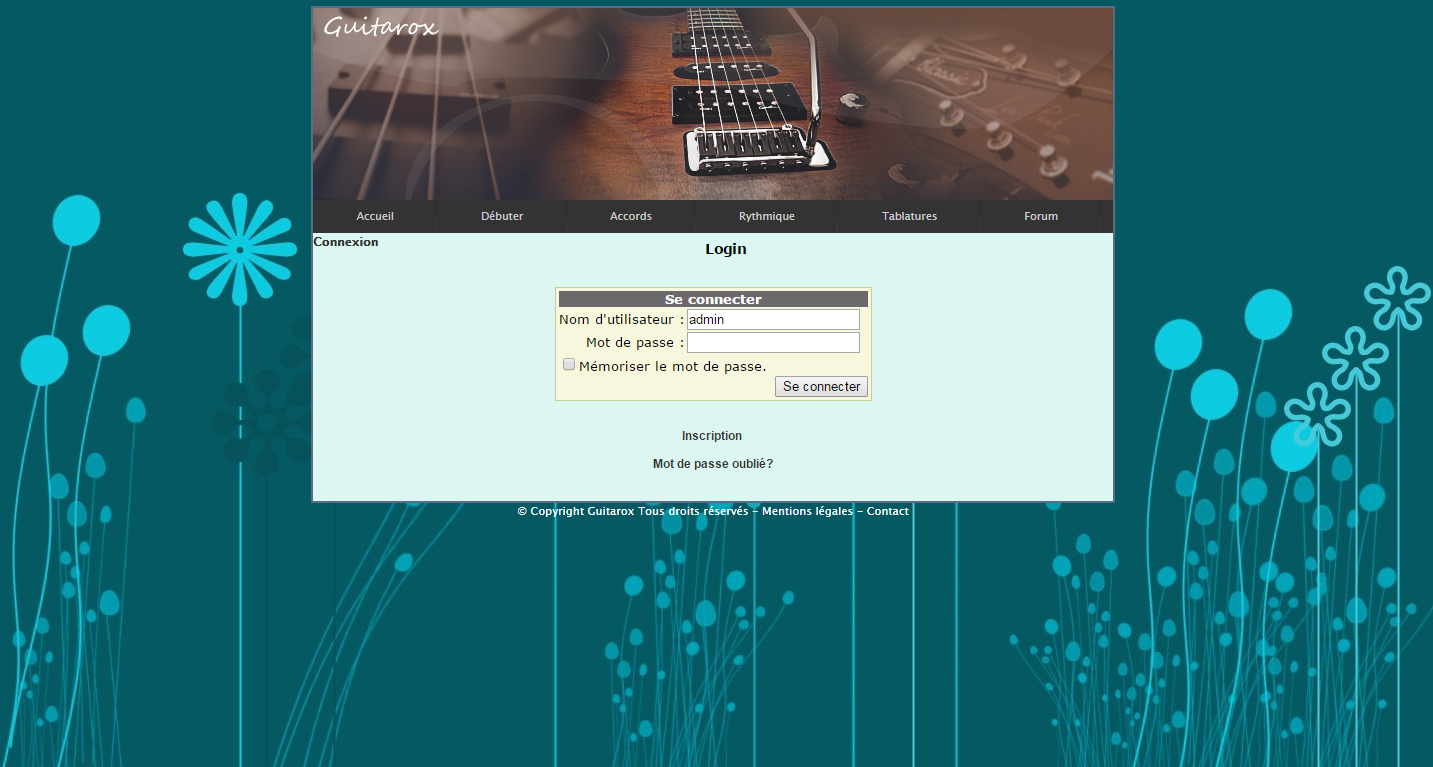 Guitarox
Accueil Débuter Accords Rythmique Tablatures Forum
Connexion
Login
Se connecter
Nom d'utilisateur : admin
Mot de passe :
Mémoriser le mot de passe.
Se connecter
Inscription
Mot de passe oublié?
© Copyright Guitarox Tous droits réservés - Mentions légales - Contact